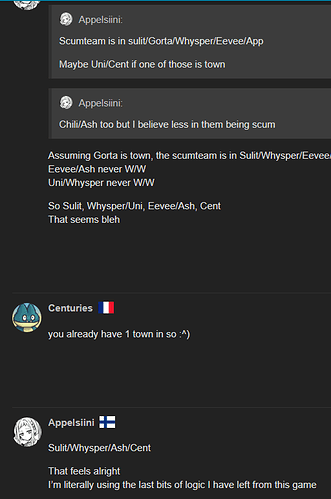 Appelsiini:
Scumteam is in sulit/Gorta/Whysper/Eevee/App
Maybe Uni/Cent if one of those is town
Appelsiini:
Chili/Ash too but I believe less in them being scum
Assuming Gorta is town, the scumteam is in Sulit/Whysper/Eevee/
Eevee/Ash never W/W
Uni/Whysper never W/W
So Sulit, Whysper/Uni, Eevee/Ash, Cent
That seems bleh
Centuries
you already have 1 town in so :^)
Appelsiini
Sulit/Whysper/Ash/Cent
That feels alright
I'm literally using the last bits of logic I have left from this game